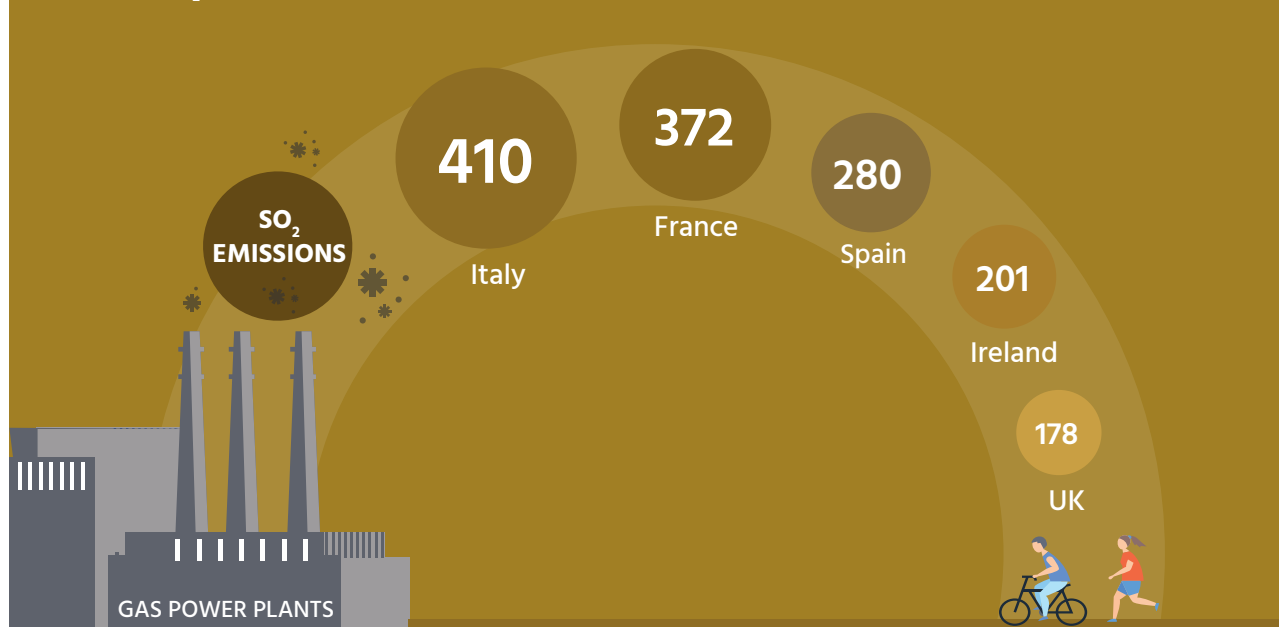 SO₂
EMISSIONS
410
Italy
372
France
280
Spain
201
Ireland
178
UK
GAS POWER PLANTS